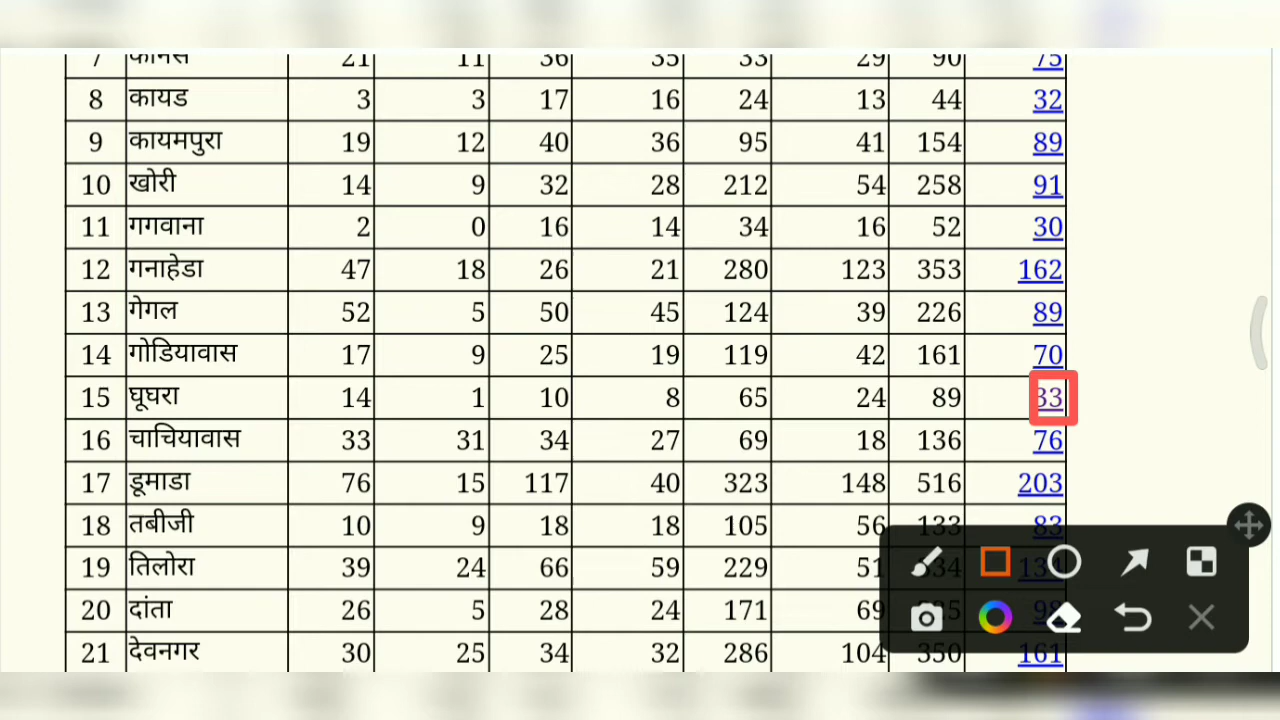 7 कानस 21 11 36 35 33 29 90 75
8 कायड 3 3 17 16 24 13 44 32
9 कायमपुरा 19 12 40 36 95 41 154 89
10 खोरी 14 9 32 28 212 54 258 91
11 गगवाना 2 0 16 14 34 16 52 30
12 गनाहेडा 47 18 26 21 280 123 353 162
13 गेगल 52 5 50 45 124 39 226 89
14 गोडियावास 17 9 25 19 119 42 161 70
15 घूघरा 14 1 10 8 65 24 89 33
16 चाचियावास 33 31 34 27 69 18 136 76
17 डूमाडा 76 15 117 40 323 148 516 203
18 तबीजी 10 9 18 18 105 56 133 83
19 तिलोरा 39 24 66 59 229 51 334 134
20 दांता 26 5 28 24 171 69
21 देवनगर 30 25 34 32 286 104 350 161